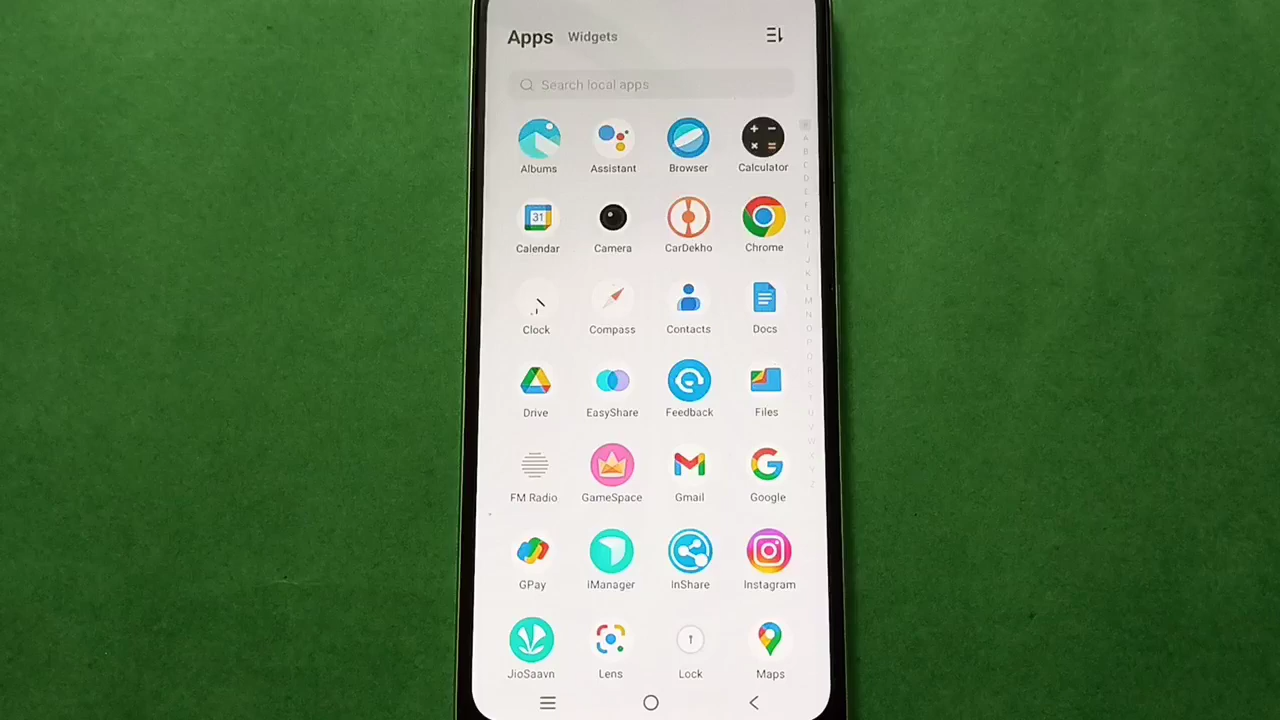 Apps Widgets
Search local apps
Albums Assistant Browser Calculator
31
Calendar Camera CarDekho Chrome
Clock Compass Contacts Docs
Drive EasyShare Feedback Files
FM Radio GameSpace Gmail Google
GPay iManager InShare Instagram
JioSaavn Lens Lock Maps